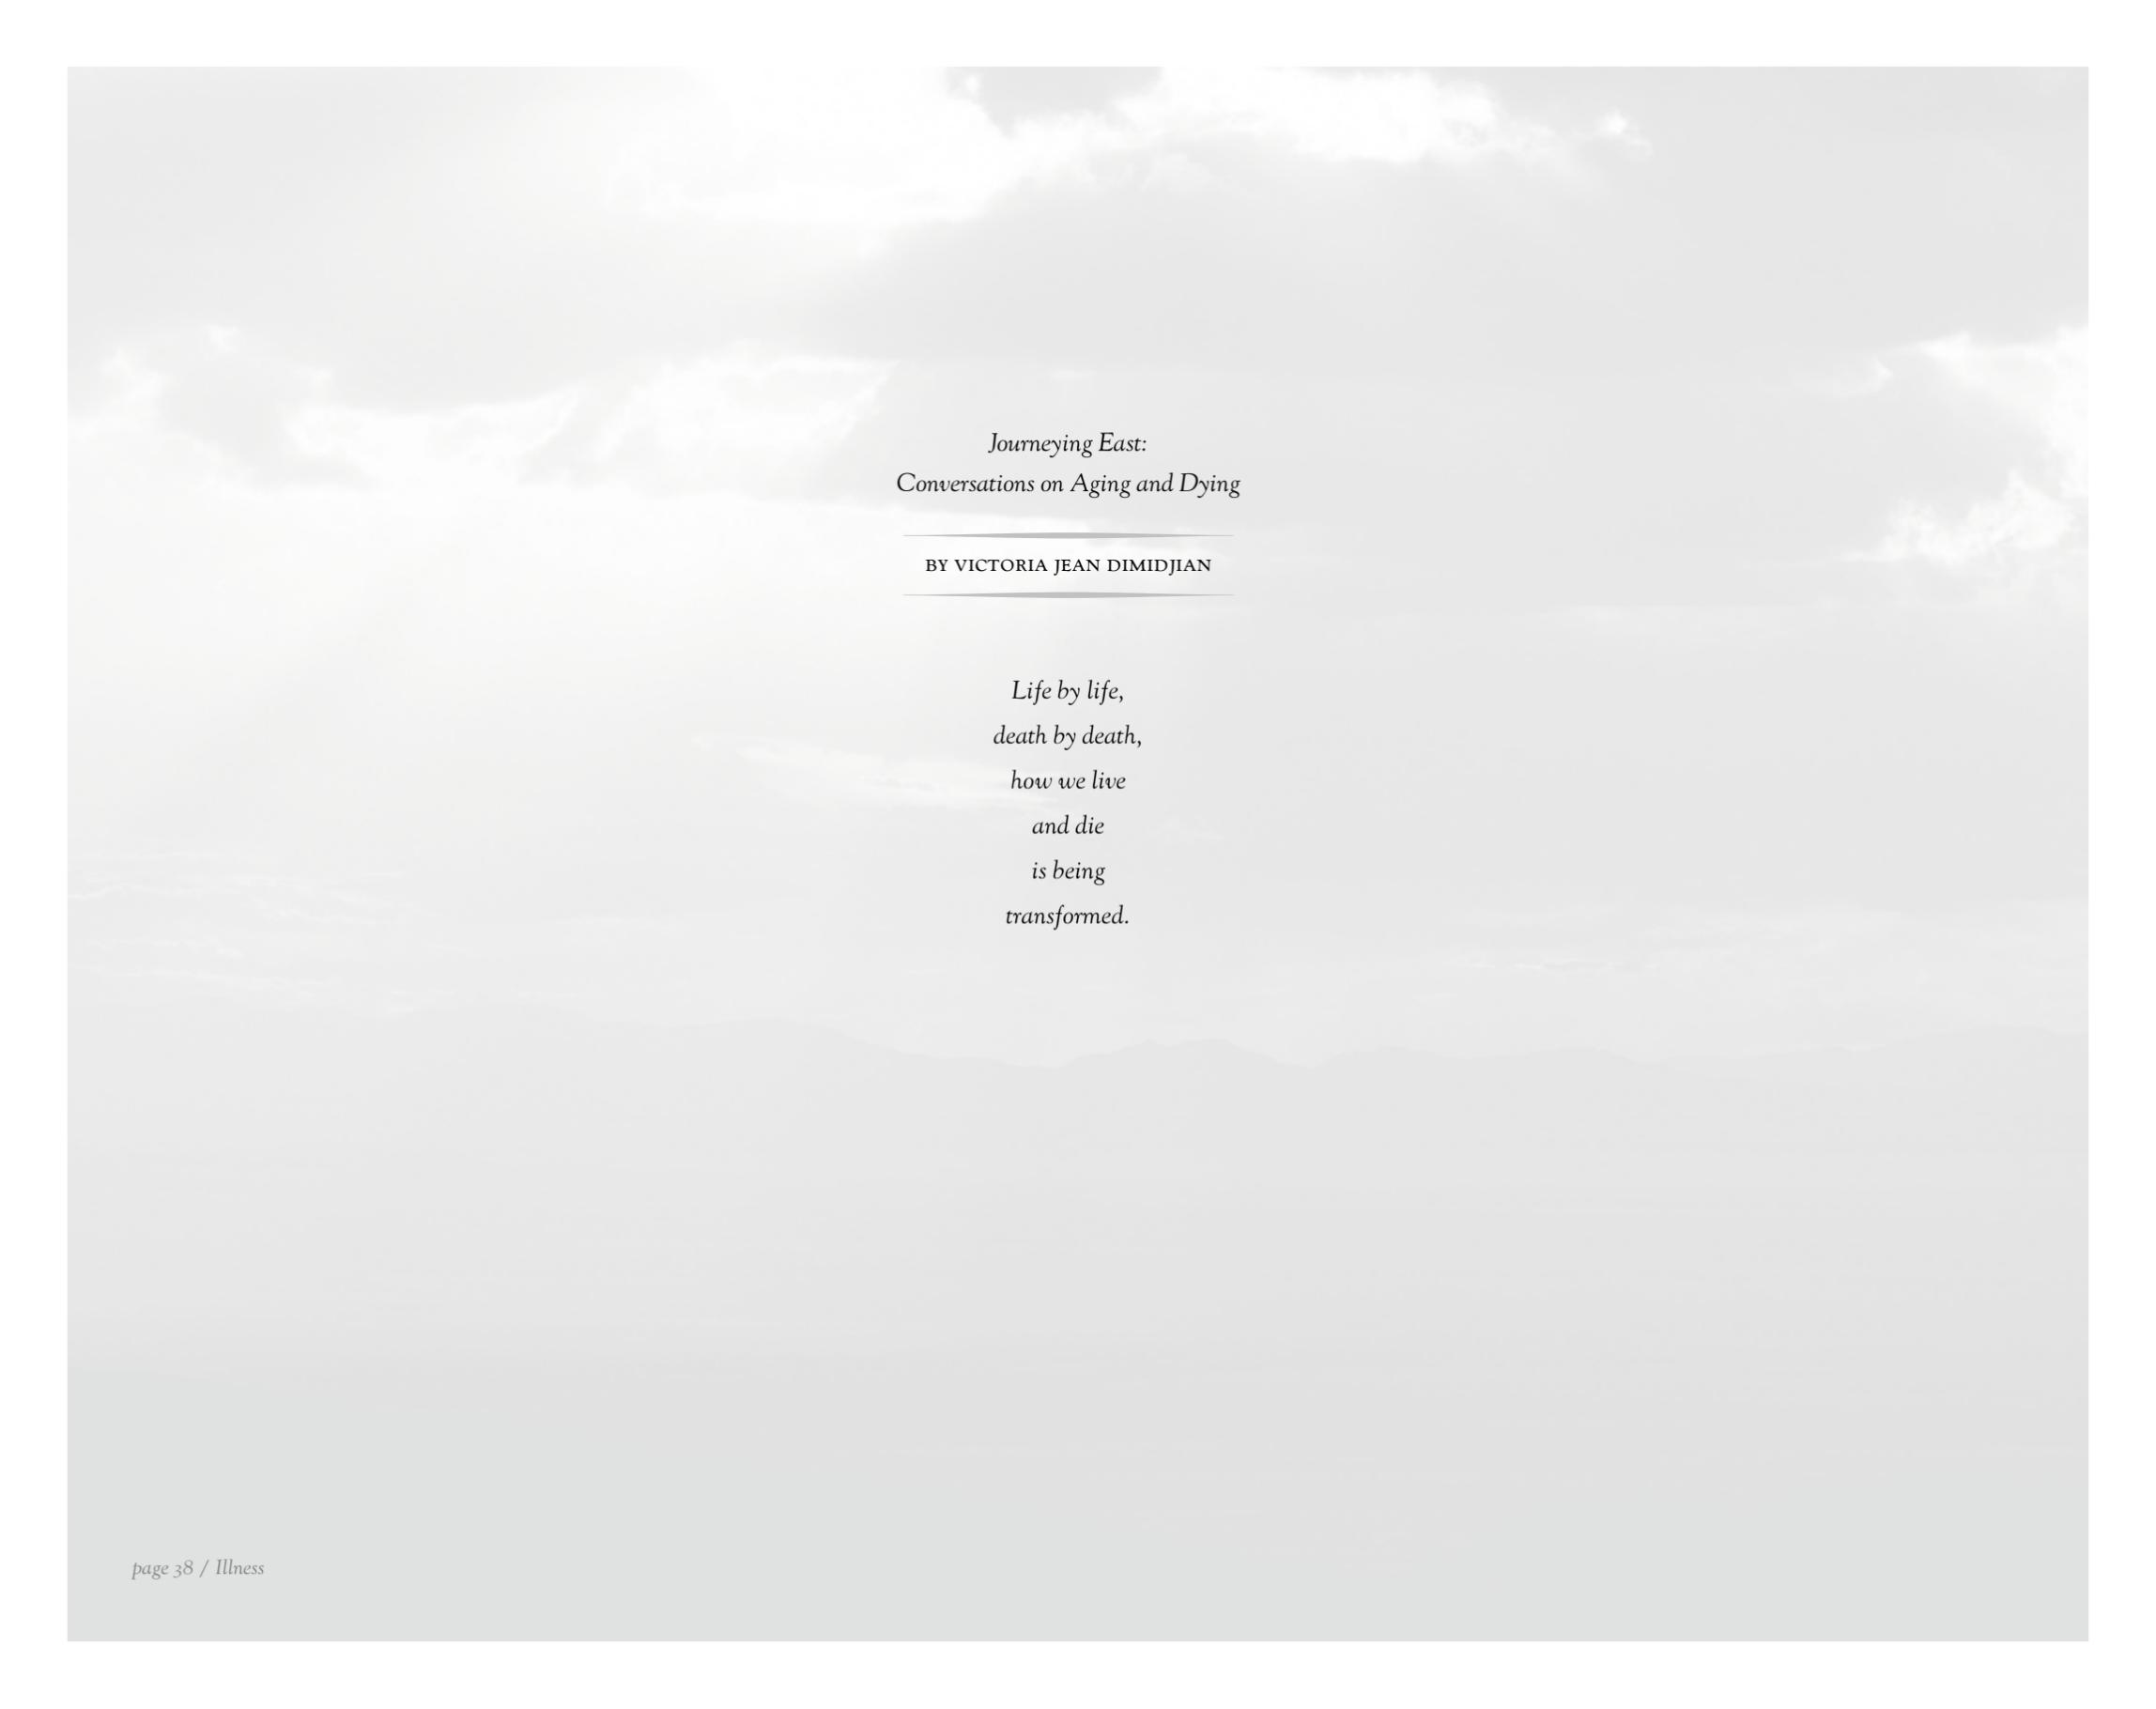 Journeying East:
Conversations on Aging and Dying
BY VICTORIA JEAN DIMIDJIAN
Life by life,
death by death,
how we live
and die
is being
transformed.
page 38 / Illness